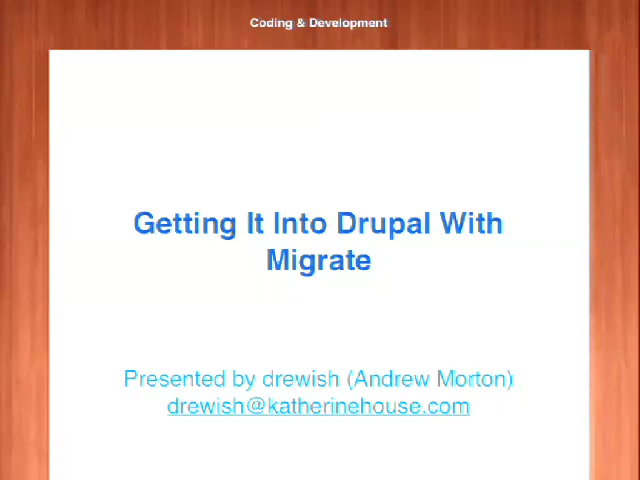 Coding & Development
Getting It Into Drupal With
Migrate
Presented by drewish (Andrew Morton)
drewish@katherinehouse.com